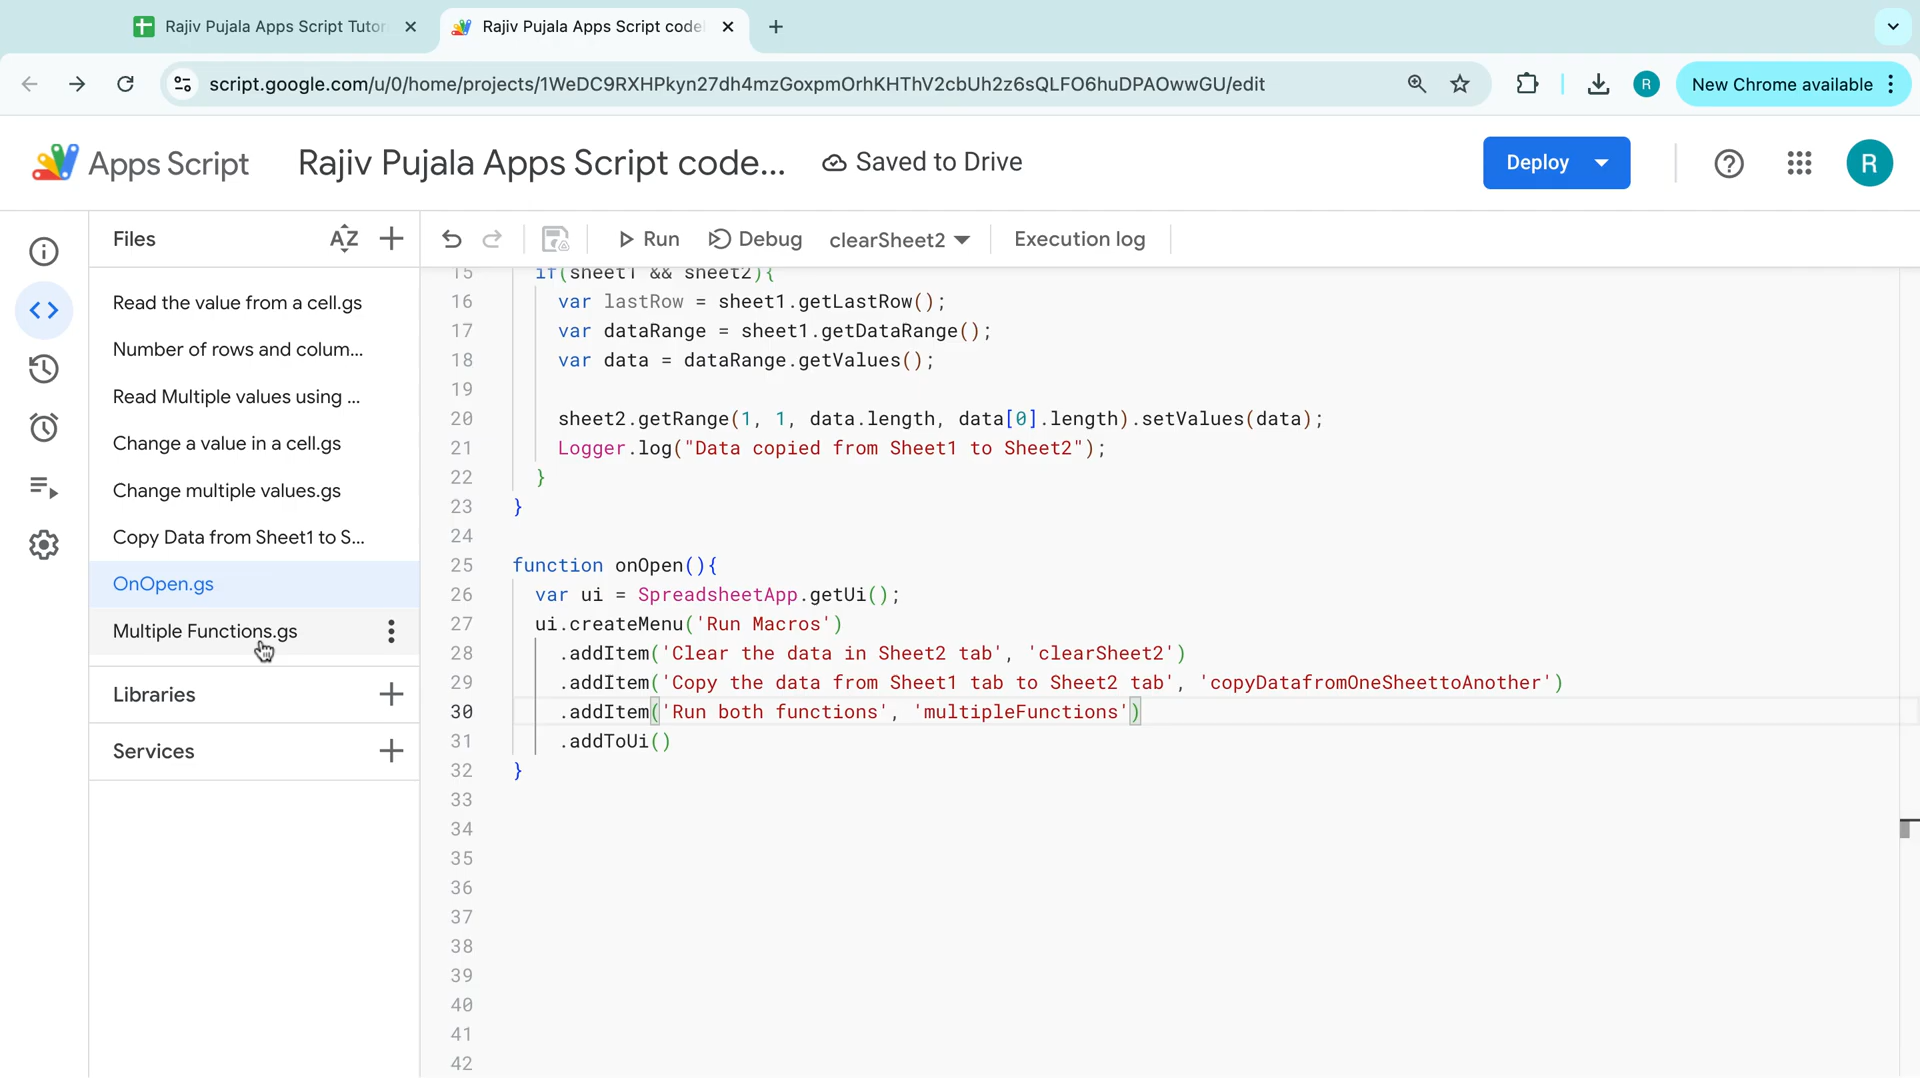 Rajiv Pujala Apps Script Tutor
Rajiv Pujala Apps Script code
script.google.com/u/0/home/projects/1WeDC9RXHPkyn27dh4mzGoxpmOrhKHThV2cbUh2z6sQLFO6huDPAOwwGU/edit
R
New Chrome available
Apps Script
Rajiv Pujala Apps Script code...
Saved to Drive
Deploy
R
Files
AZ
Run
Debug
clearSheet2
Execution log
Read the value from a cell.gs
Number of rows and colum...
Read Multiple values using ...
Change a value in a cell.gs
Change multiple values.gs
Copy Data from Sheet1 to S...
OnOpen.gs
Multiple Functions.gs
Libraries
Services
15 if(sheet1 && sheet2){
16 var lastRow = sheet1.getLastRow();
17 var dataRange = sheet1.getDataRange();
18 var data = dataRange.getValues();
19
20 sheet2.getRange(1, 1, data.length, data[0].length).setValues(data);
21 Logger.log("Data copied from Sheet1 to Sheet2");
22 }
23 }
24
25 function onOpen(){
26 var ui = SpreadsheetApp.getUi();
27 ui.createMenu('Run Macros')
28 .addItem('Clear the data in Sheet2 tab', 'clearSheet2')
29 .addItem('Copy the data from Sheet1 tab to Sheet2 tab', 'copyDatafromOneSheettoAnother')
30 .addItem('Run both functions', 'multipleFunctions')
31 .addToUi()
32 }
33
34
35
36
37
38
39
40
41
42